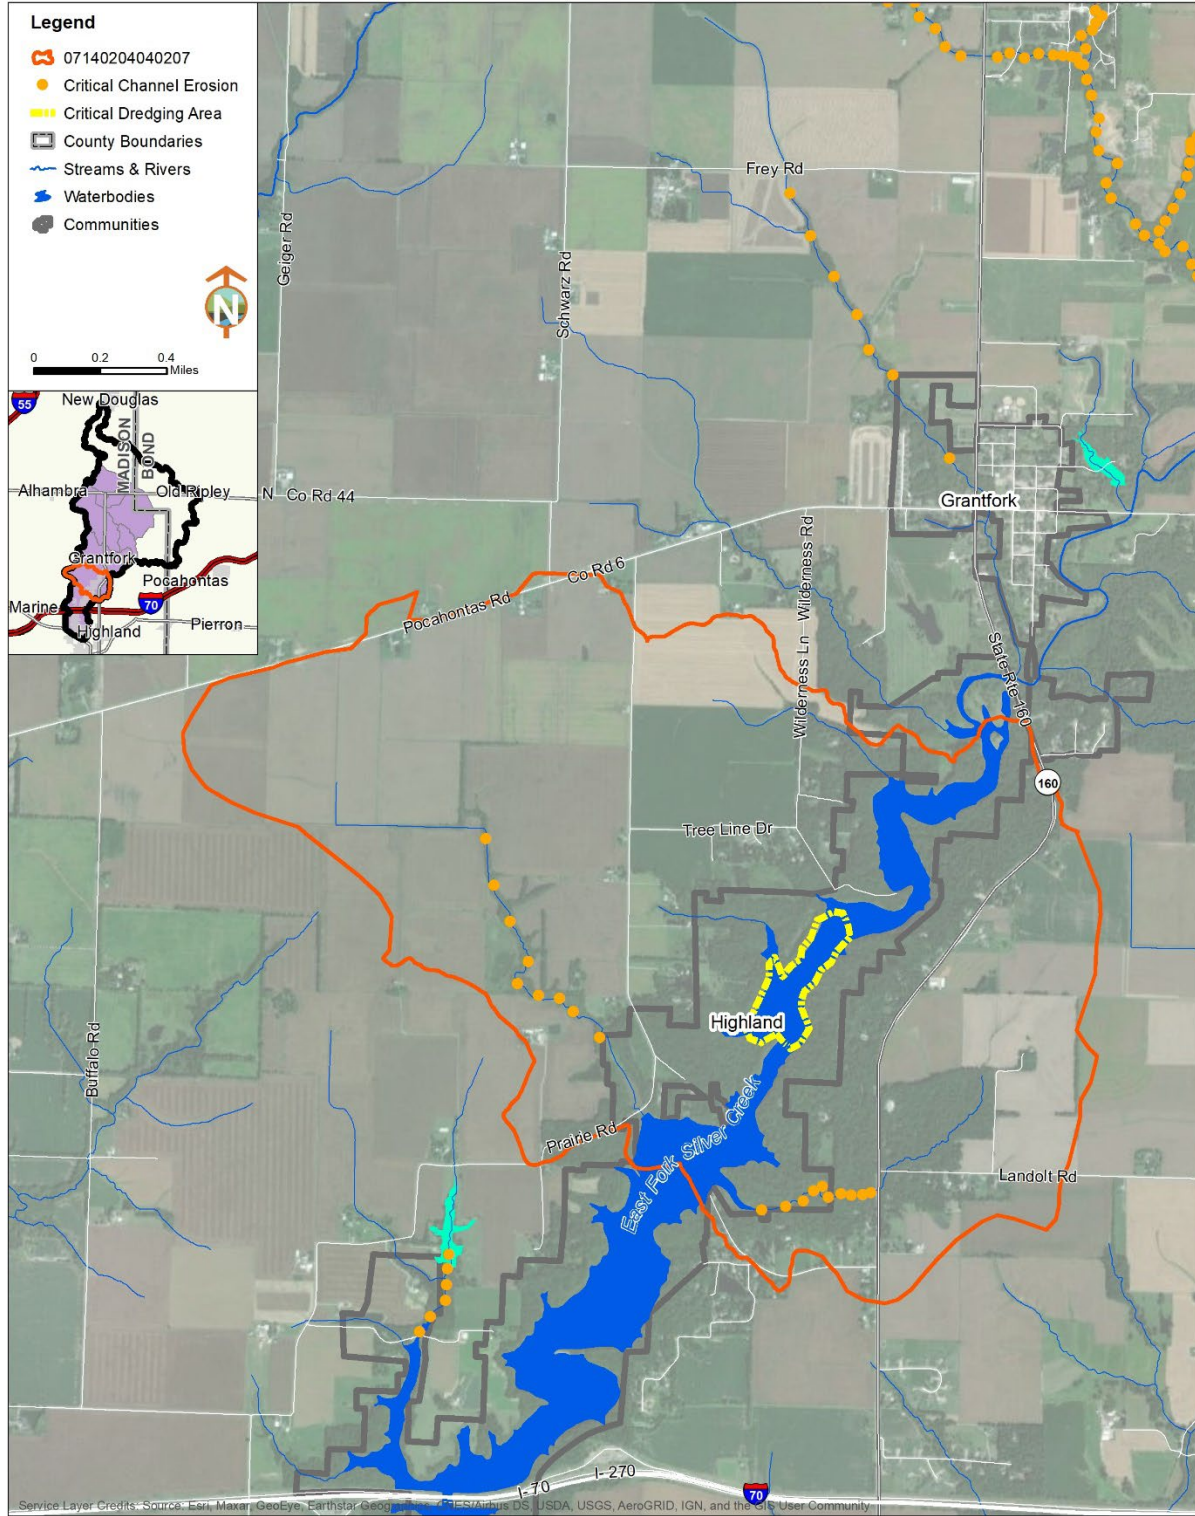 Legend
07140204040207
Critical Channel Erosion
Critical Dredging Area
County Boundaries
Streams & Rivers
Waterbodies
Communities
N
0 0.2 0.4
Miles
55
New Douglas
MADISON
BOND
Alhambra
Old Ripley
Grantfork
Pocahontas
Marine
70
Highland
Pierron
Frey Rd
Geiger Rd
Schwarz Rd
N Co Rd 44
Grantfork
Wilderness Rd
Co Rd 6
Pocahontas Rd
State Rte 160
Wilderness Ln
160
Tree Line Dr
Highland
Buffalo Rd
East Fork Silver Creek
Prairie Rd
Landolt Rd
I-70
I-270
70
Service Layer Credits: Source: Esri, Maxar, GeoEye, Earthstar Geographics, CNES/Airbus DS, USDA, USGS, AeroGRID, IGN, and the GIS User Community